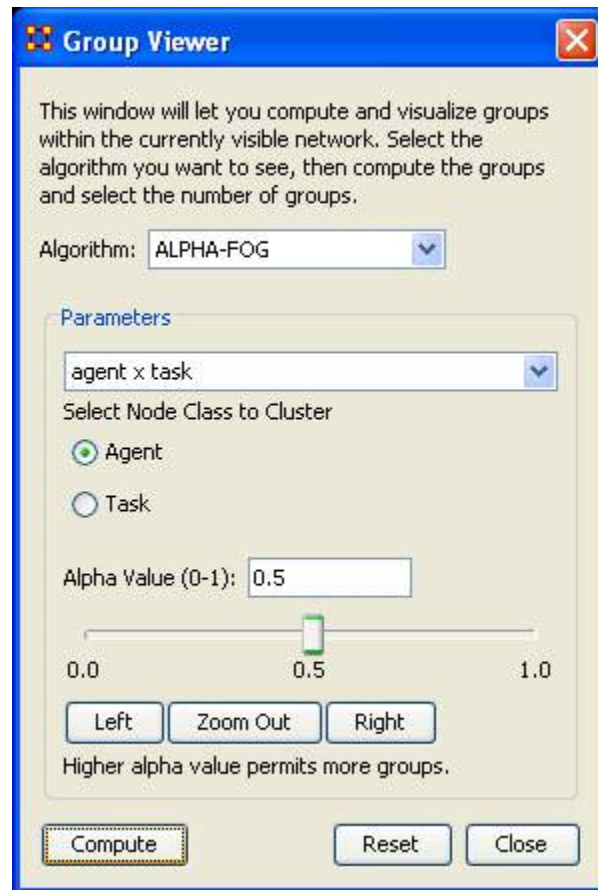 Group Viewer
This window will let you compute and visualize groups
within the currently visible network. Select the
algorithm you want to see, then compute the groups
and select the number of groups.
Algorithm: ALPHA-FOG
Parameters
agent x task
Select Node Class to Cluster
Agent
Task
Alpha Value (0-1): 0.5
0.0 0.5 1.0
Left Zoom Out Right
Higher alpha value permits more groups.
Compute Reset Close